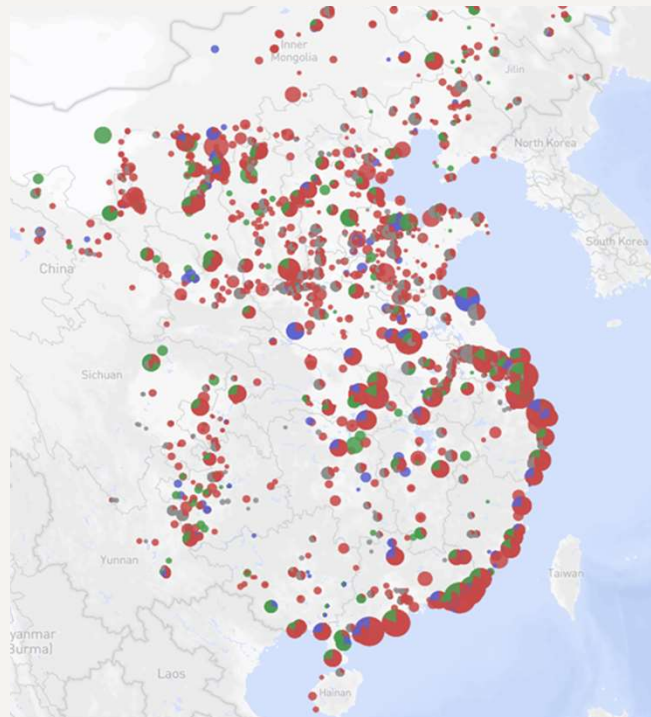 Inner
Mongolia
Jilin
North Korea
South Korea
China
Sichuan
Yunnan
Taiwan
yanmar
Burma)
Laos
Hainan